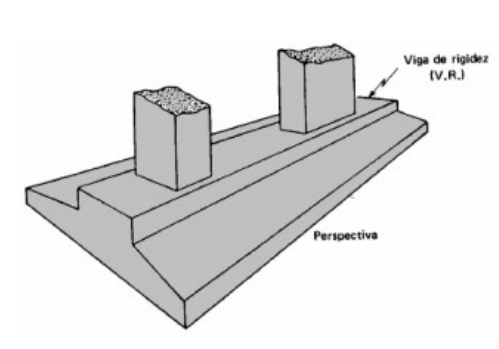 Viga de rigidez
(V.R.)
Perspectiva